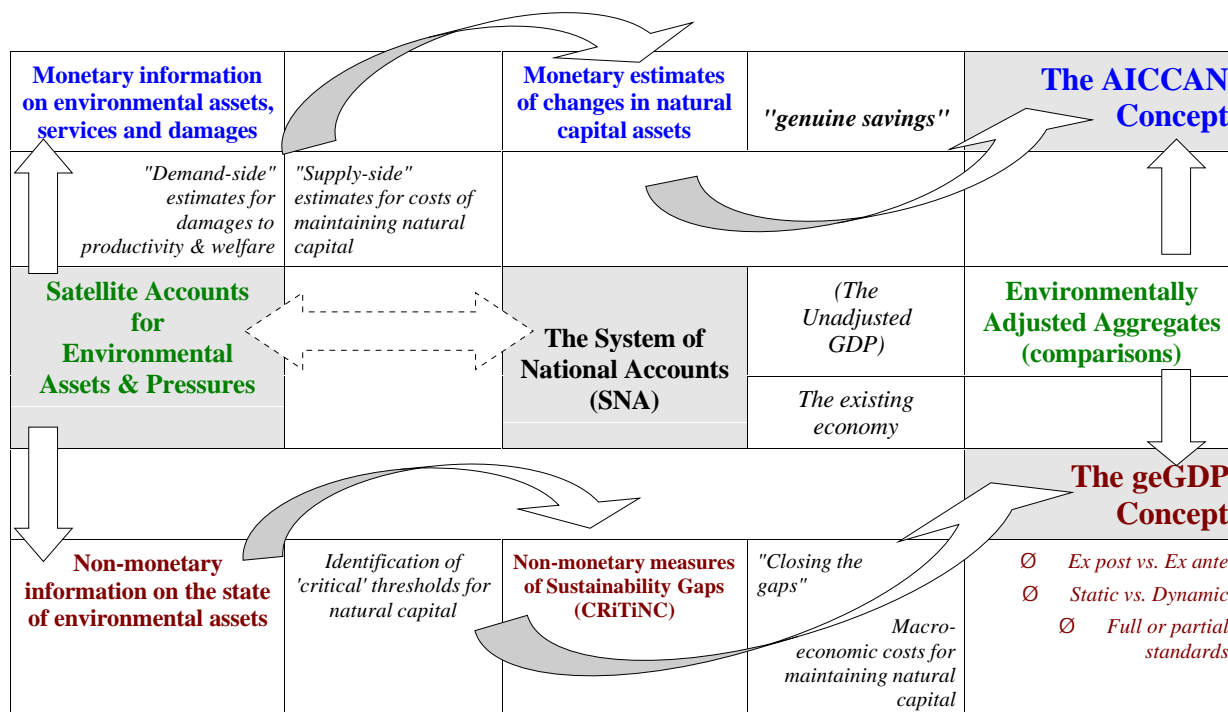 Monetary information
on environmental assets,
services and damages
Monetary estimates
of changes in natural
capital assets
"genuine savings"
The AICCAN
Concept
"Demand-side"
estimates for
damages to
productivity & welfare
"Supply-side"
estimates for costs of
maintaining natural
capital
Satellite Accounts
for
Environmental
Assets & Pressures
The System of
National Accounts
(SNA)
(The
Unadjusted
GDP)
The existing
economy
Environmentally
Adjusted Aggregates
(comparisons)
The geGDP
Concept
Non-monetary
information on the state
of environmental assets
Identification of
'critical' thresholds for
natural capital
Non-monetary measures
of Sustainability Gaps
(CRiTiNC)
"Closing the
gaps"
Macro-
economic costs for
maintaining natural
capital
Ø Ex post vs. Ex ante
Ø Static vs. Dynamic
Ø Full or partial
standards